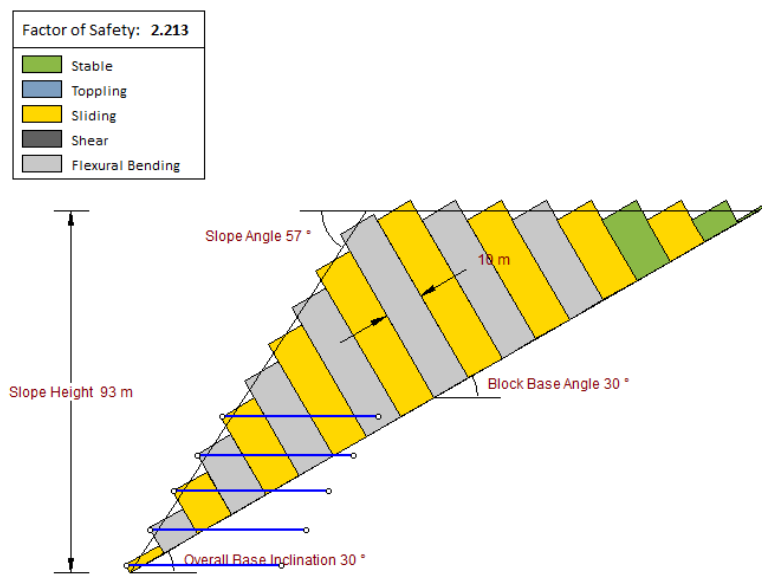 Factor of Safety: 2.213
Stable
Toppling
Sliding
Shear
Flexural Bending
Slope Angle 57 °
10 m
Slope Height 93 m
Block Base Angle 30 °
Overall Base Inclination 30 °